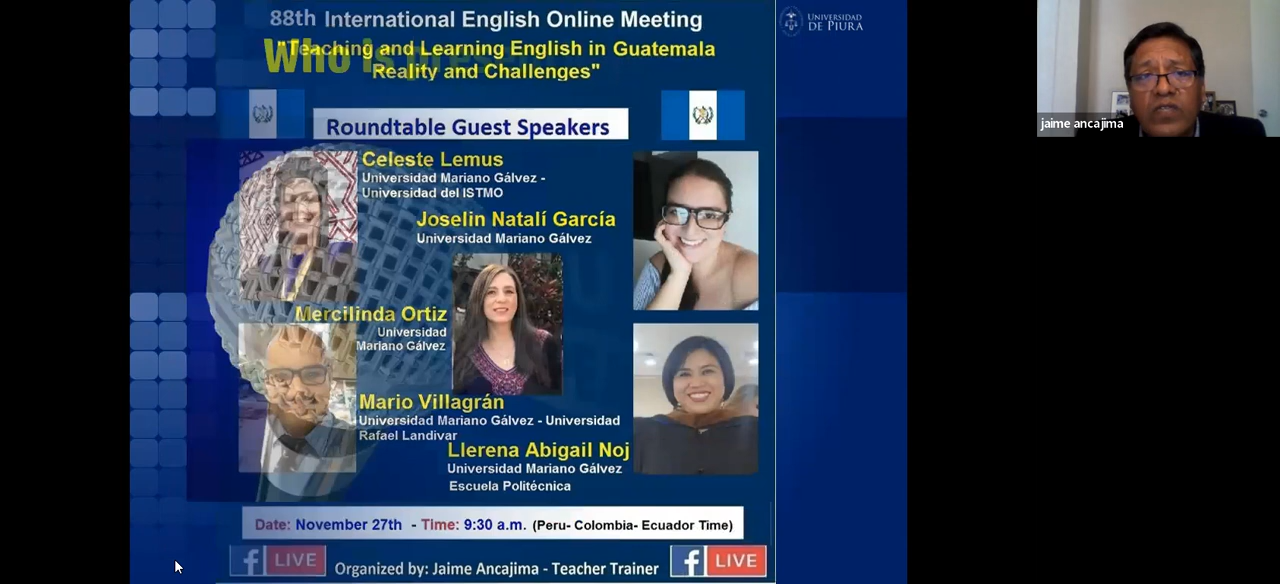 88th International English Online Meeting
"Teaching and Learning English in Guatemala
Reality and Challenges"
Who is
Roundtable Guest Speakers
Celeste Lemus
Universidad Mariano Gálvez -
Universidad del ISTMO
Joselin Natalí García
Universidad Mariano Gálvez
Mercilinda Ortiz
Universidad
Mariano Gálvez
Mario Villagrán
Universidad Mariano Gálvez - Universidad
Rafael Landivar
Llerena Abigail Noj
Universidad Mariano Gálvez
Escuela Politécnica
Date: November 27th - Time: 9:30 a.m. (Peru- Colombia- Ecuador Time)
f LIVE
Organized by: Jaime Ancajima - Teacher Trainer
f LIVE
UNIVERSIDAD
DE PIURA
jaime ancajima